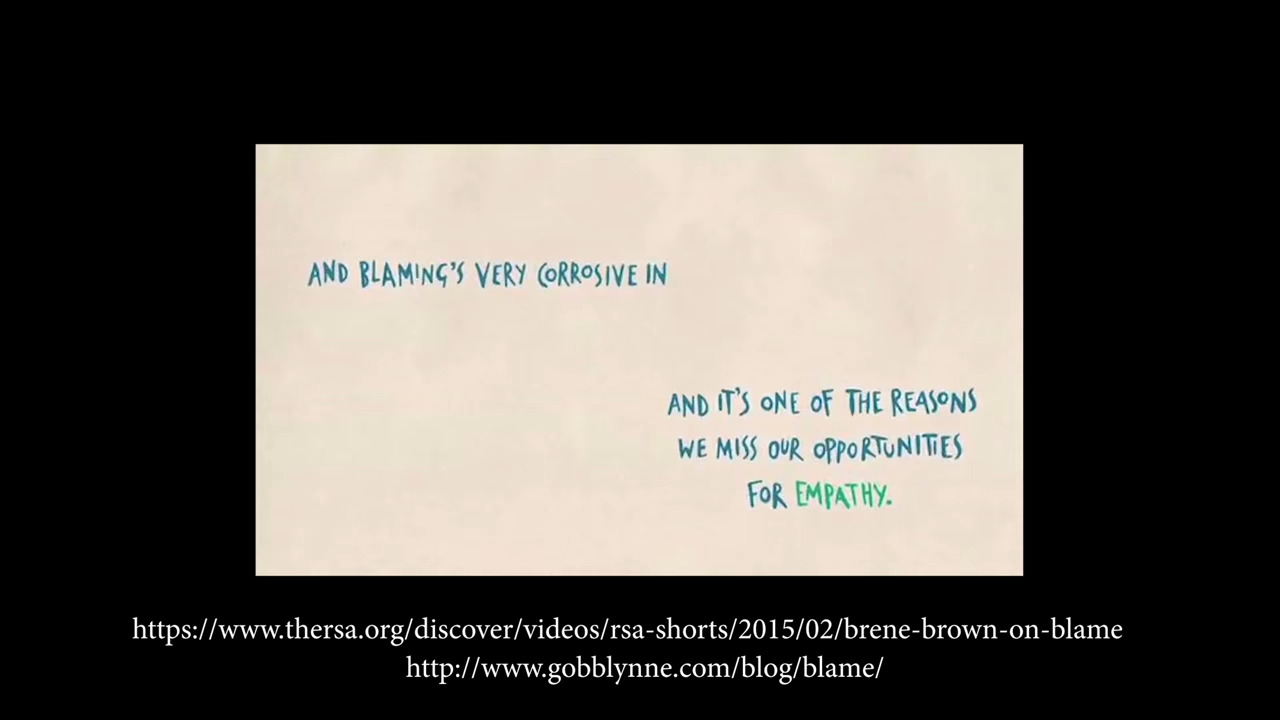 AND BLAMING'S VERY CORROSIVE IN
AND IT'S ONE OF THE REASONS
WE MISS OUR OPPORTUNITIES
FOR EMPATHY.
https://www.thersa.org/discover/videos/rsa-shorts/2015/02/brene-brown-on-blame
http://www.gobblynne.com/blog/blame/